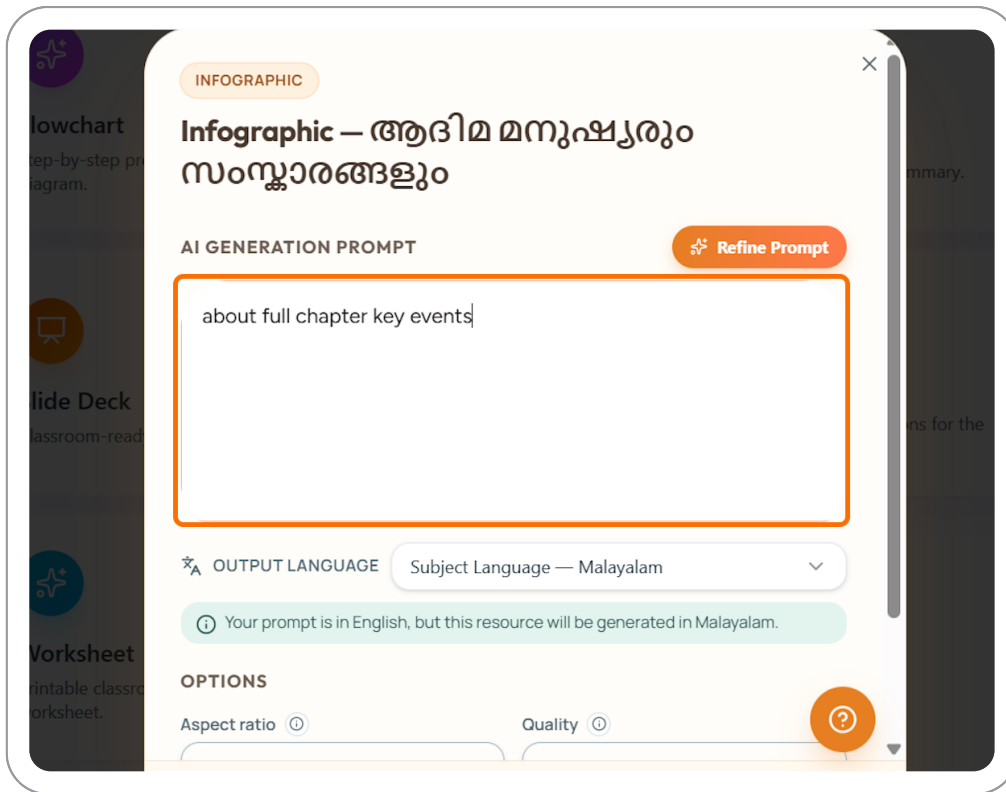 INFOGRAPHIC
Infographic — ആദിമ മനുഷ്യരും
സംസ്കാരങ്ങളും
lowchart
tep-by-step pr
iagram.
mmary.
AI GENERATION PROMPT
Refine Prompt
about full chapter key events
lide Deck
lassroom-read
ns for the
OUTPUT LANGUAGE
Subject Language — Malayalam
Your prompt is in English, but this resource will be generated in Malayalam.
Worksheet
rintable classro
orksheet.
OPTIONS
Aspect ratio
Quality